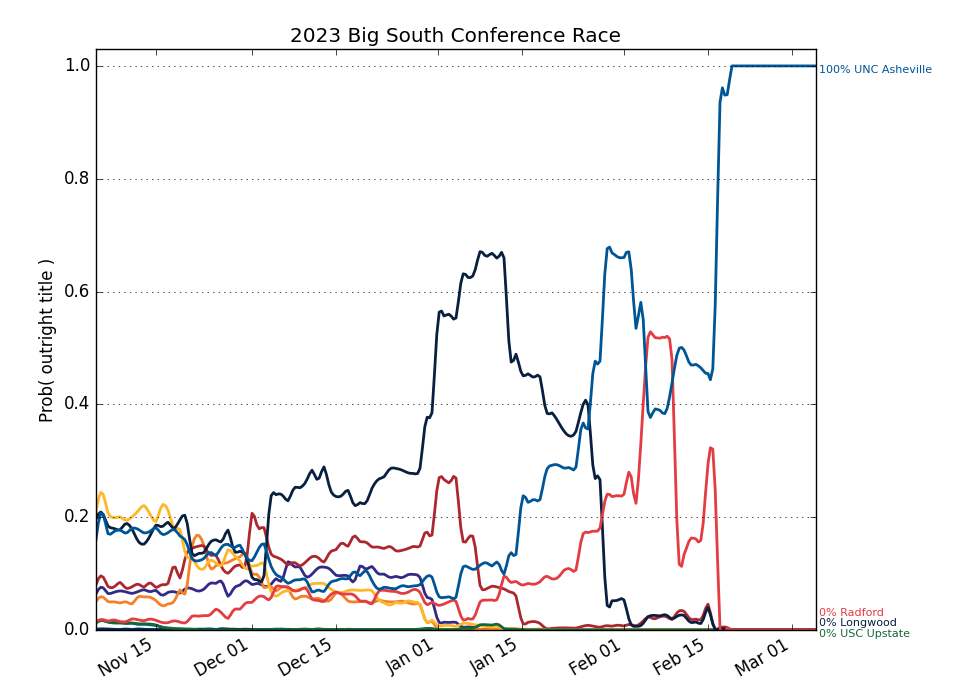 2023 Big South Conference Race
1.0
0.8
0.6
0.4
0.2
0.0
Prob( outright title )
Nov 15
Dec 01
Dec 15
Jan 01
Jan 15
Feb 01
Feb 15
Mar 01
100% UNC Asheville
0% Radford
0% Longwood
0% USC Upstate